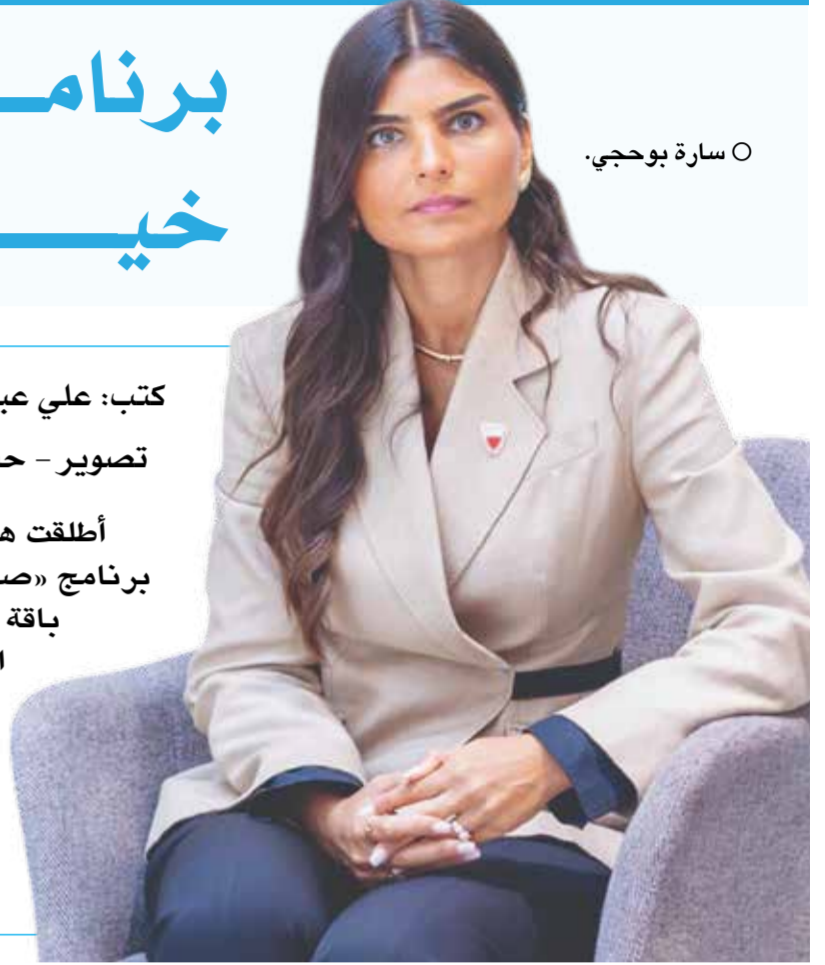 برنامـ
خيـ
○ سارة بوحجي.
كتب: علي عبـ
تصوير – حـ
أطلقت هـ
برنامج «صـ
باقة
ا